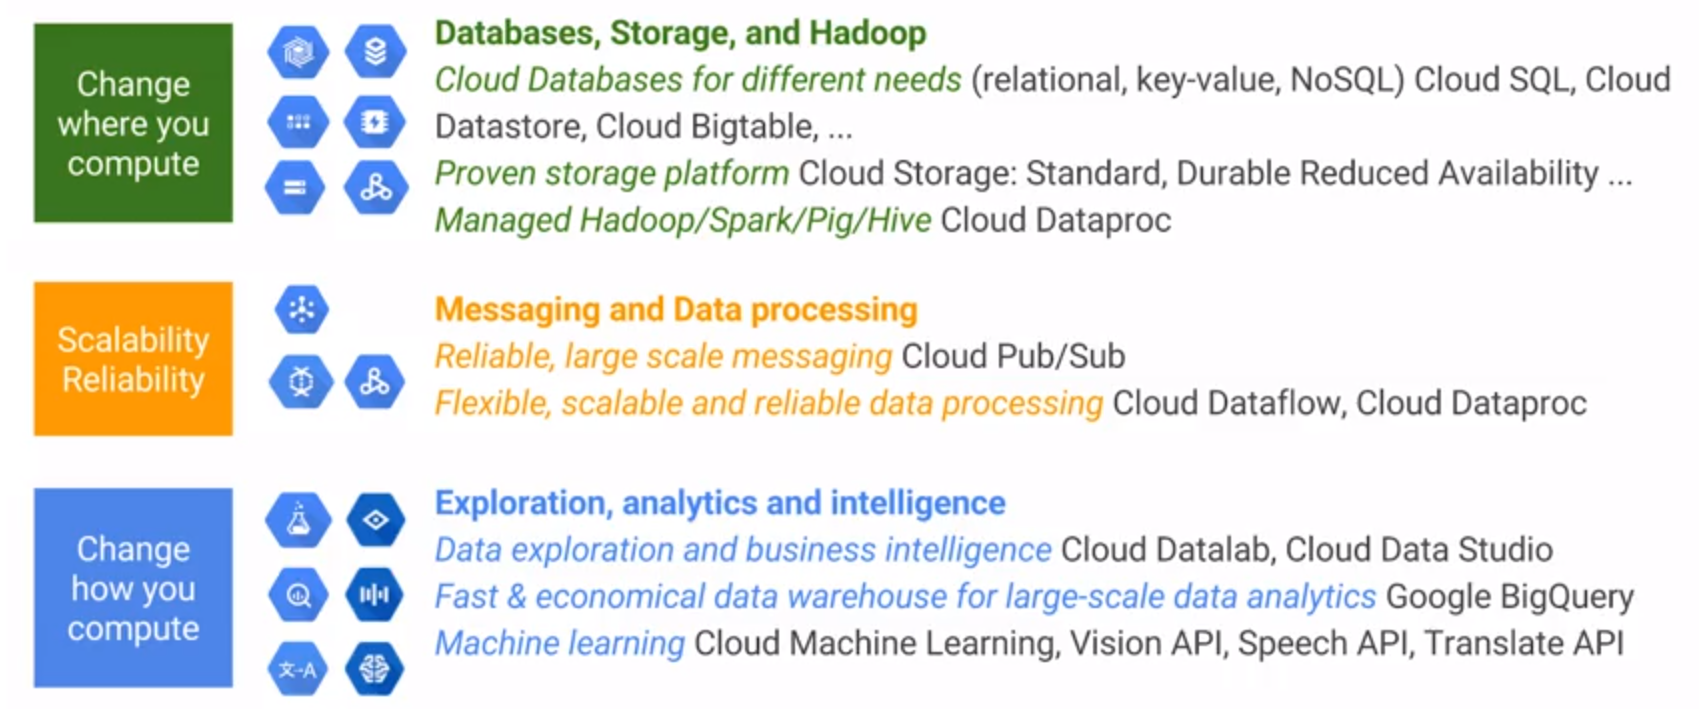 Change
where you
compute
Databases, Storage, and Hadoop
Cloud Databases for different needs (relational, key-value, NoSQL) Cloud SQL, Cloud
Datastore, Cloud Bigtable, ...
Proven storage platform Cloud Storage: Standard, Durable Reduced Availability ...
Managed Hadoop/Spark/Pig/Hive Cloud Dataproc
Scalability
Reliability
Messaging and Data processing
Reliable, large scale messaging Cloud Pub/Sub
Flexible, scalable and reliable data processing Cloud Dataflow, Cloud Dataproc
Change
how you
compute
文→A
Exploration, analytics and intelligence
Data exploration and business intelligence Cloud Datalab, Cloud Data Studio
Fast & economical data warehouse for large-scale data analytics Google BigQuery
Machine learning Cloud Machine Learning, Vision API, Speech API, Translate API